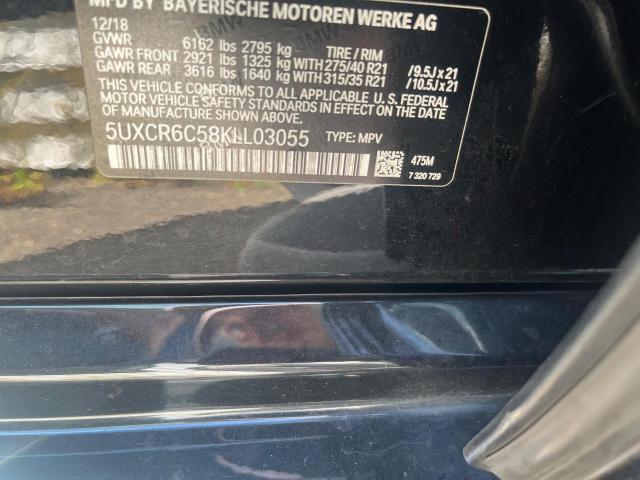 MFD BY BAYERISCHE MOTOREN WERKE AG
12/18
GVWR 6162 lbs 2795 kg TIRE / RIM
GAWR FRONT 2921 lbs 1325 kg WITH 275/40 R21 /9.5J x 21
GAWR REAR 3616 lbs 1640 kg WITH 315/35 R21 /10.5J x 21
THIS VEHICLE CONFORMS TO ALL APPLICABLE U.S. FEDERAL
MOTOR VEHICLE SAFETY STANDARDS IN EFFECT ON THE DATE
OF MANUFACTURE SHOWN ABOVE.
5UXCR6C58KLL03055 TYPE: MPV
475M
7 320 729